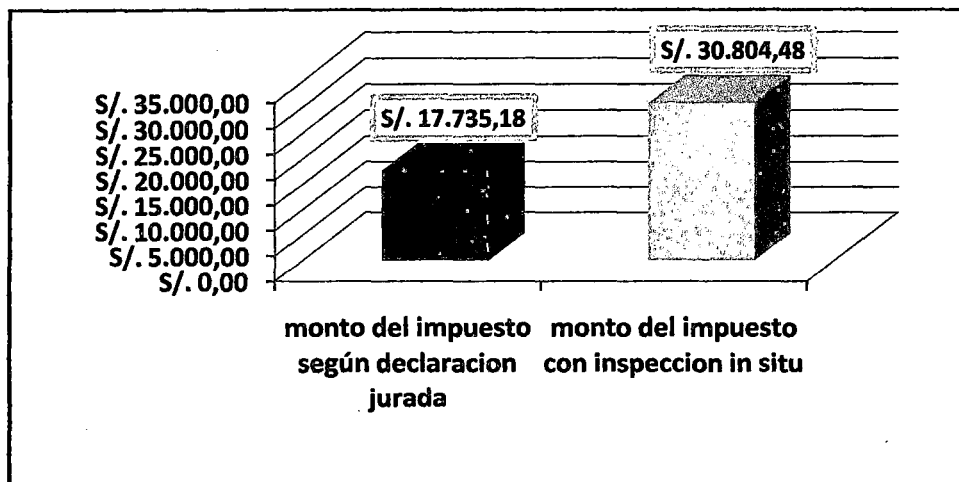 S/. 30.804,48
S/. 17.735,18
S/. 35.000,00
S/. 30.000,00
S/. 25.000,00
S/. 20.000,00
S/. 15.000,00
S/. 10.000,00
S/. 5.000,00
S/. 0,00
monto del impuesto
según declaracion
jurada
monto del impuesto
con inspeccion in situ